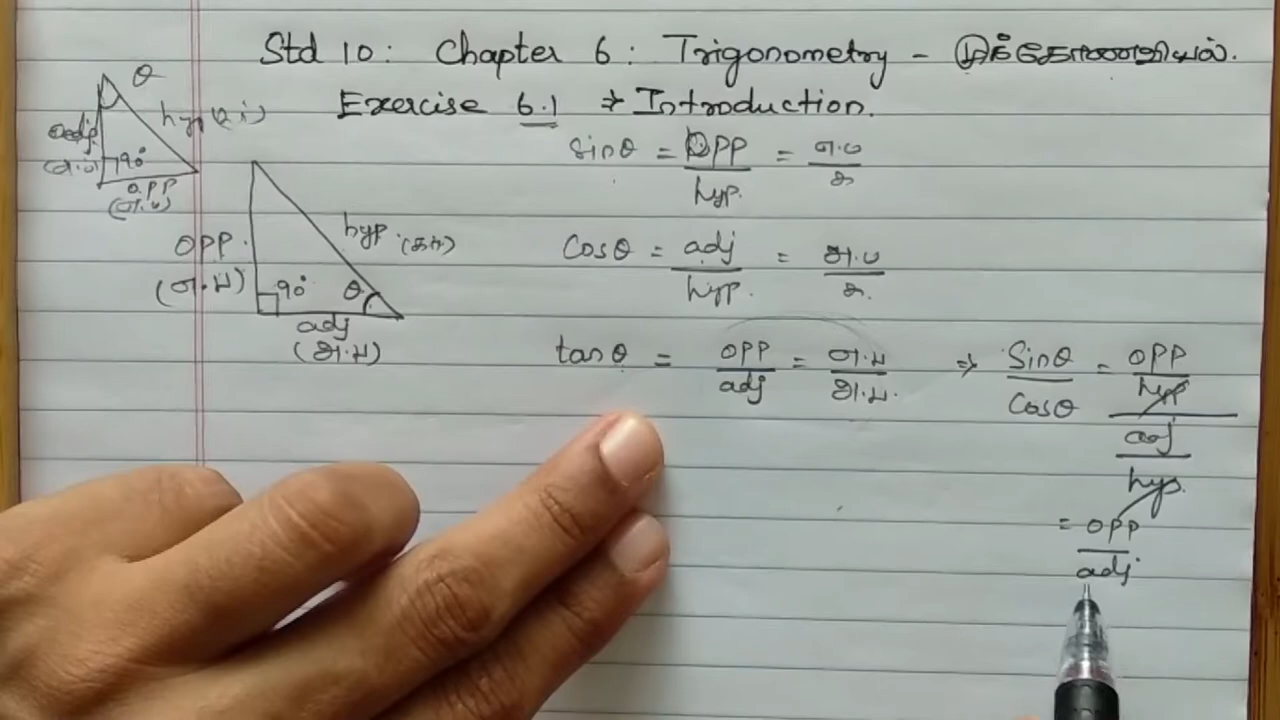 Std 10: Chapter 6: Trigonometry -
Exercise 6.1 ⇒ Introduction.
θ
adj
hyp
90°
opp
(எ.ப)
opp.
(எ.ப)
hyp.
90° θ
adj
(அ.ப)
sinθ = opp/hyp. = எ.ப/க
cosθ = adj/hyp. = அ.ப/க.
tanθ = opp/adj = எ.ப/அ.ப. ⇒ Sinθ/Cosθ = opp/hyp / adj/hyp.
= opp/adj